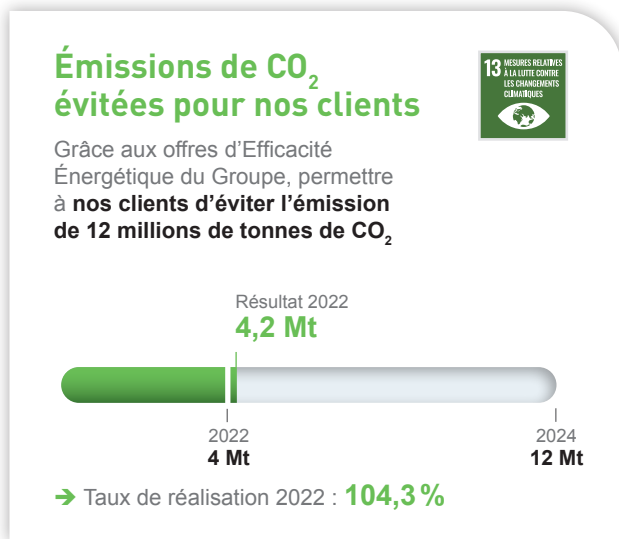 Émissions de CO₂
évitées pour nos clients
13 MESURES RELATIVES
À LA LUTTE CONTRE
LES CHANGEMENTS
CLIMATIQUES
Grâce aux offres d’Efficacité
Énergétique du Groupe, permettre
à nos clients d’éviter l’émission
de 12 millions de tonnes de CO₂
Résultat 2022
4,2 Mt
2022
4 Mt
2024
12 Mt
➔ Taux de réalisation 2022 : 104,3 %